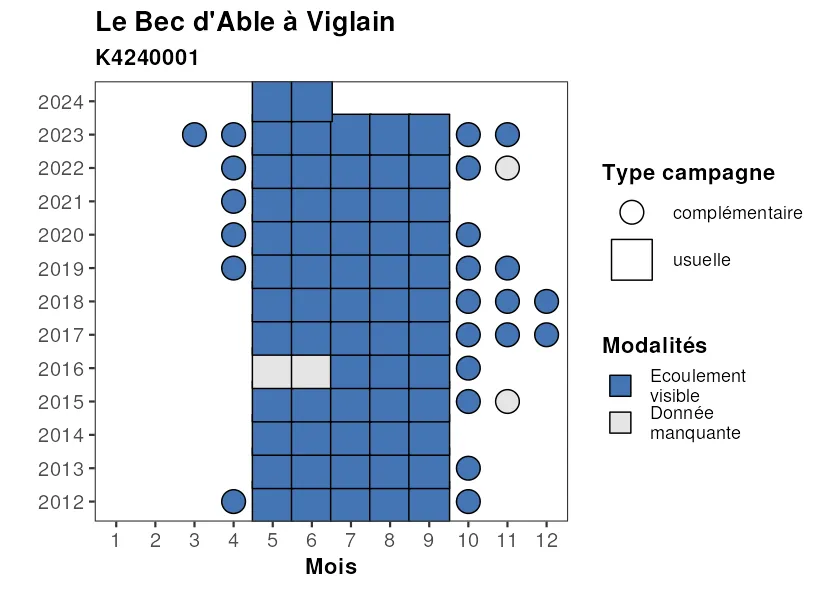 Le Bec d'Able à Viglain
K4240001
2024
2023
2022
2021
2020
2019
2018
2017
2016
2015
2014
2013
2012
1 2 3 4 5 6 7 8 9 10 11 12
Mois
Type campagne
complémentaire
usuelle
Modalités
Ecoulement
visible
Donnée
manquante